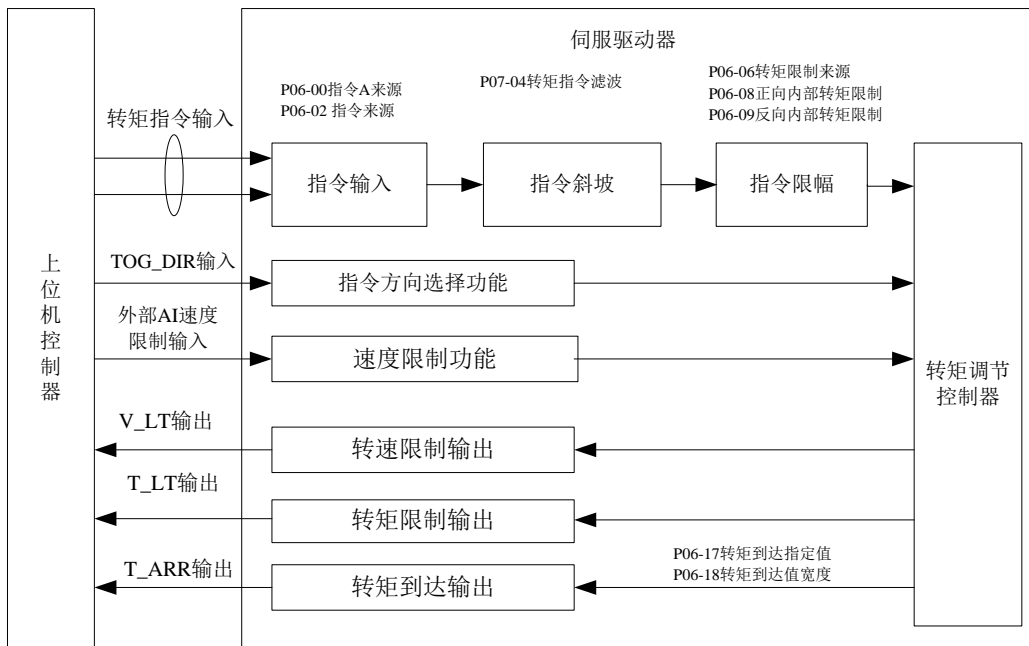 伺服驱动器
P06-00指令A来源
P06-02 指令来源
P07-04转矩指令滤波
P06-06转矩限制来源
P06-08正向内部转矩限制
P06-09反向内部转矩限制
转矩指令输入
指令输入
指令斜坡
指令限幅
上位机控制器
TOG_DIR输入
指令方向选择功能
外部AI速度
限制输入
速度限制功能
转矩调节
控制器
V_LT输出
转速限制输出
T_LT输出
转矩限制输出
P06-17转矩到达指定值
P06-18转矩到达值宽度
T_ARR输出
转矩到达输出